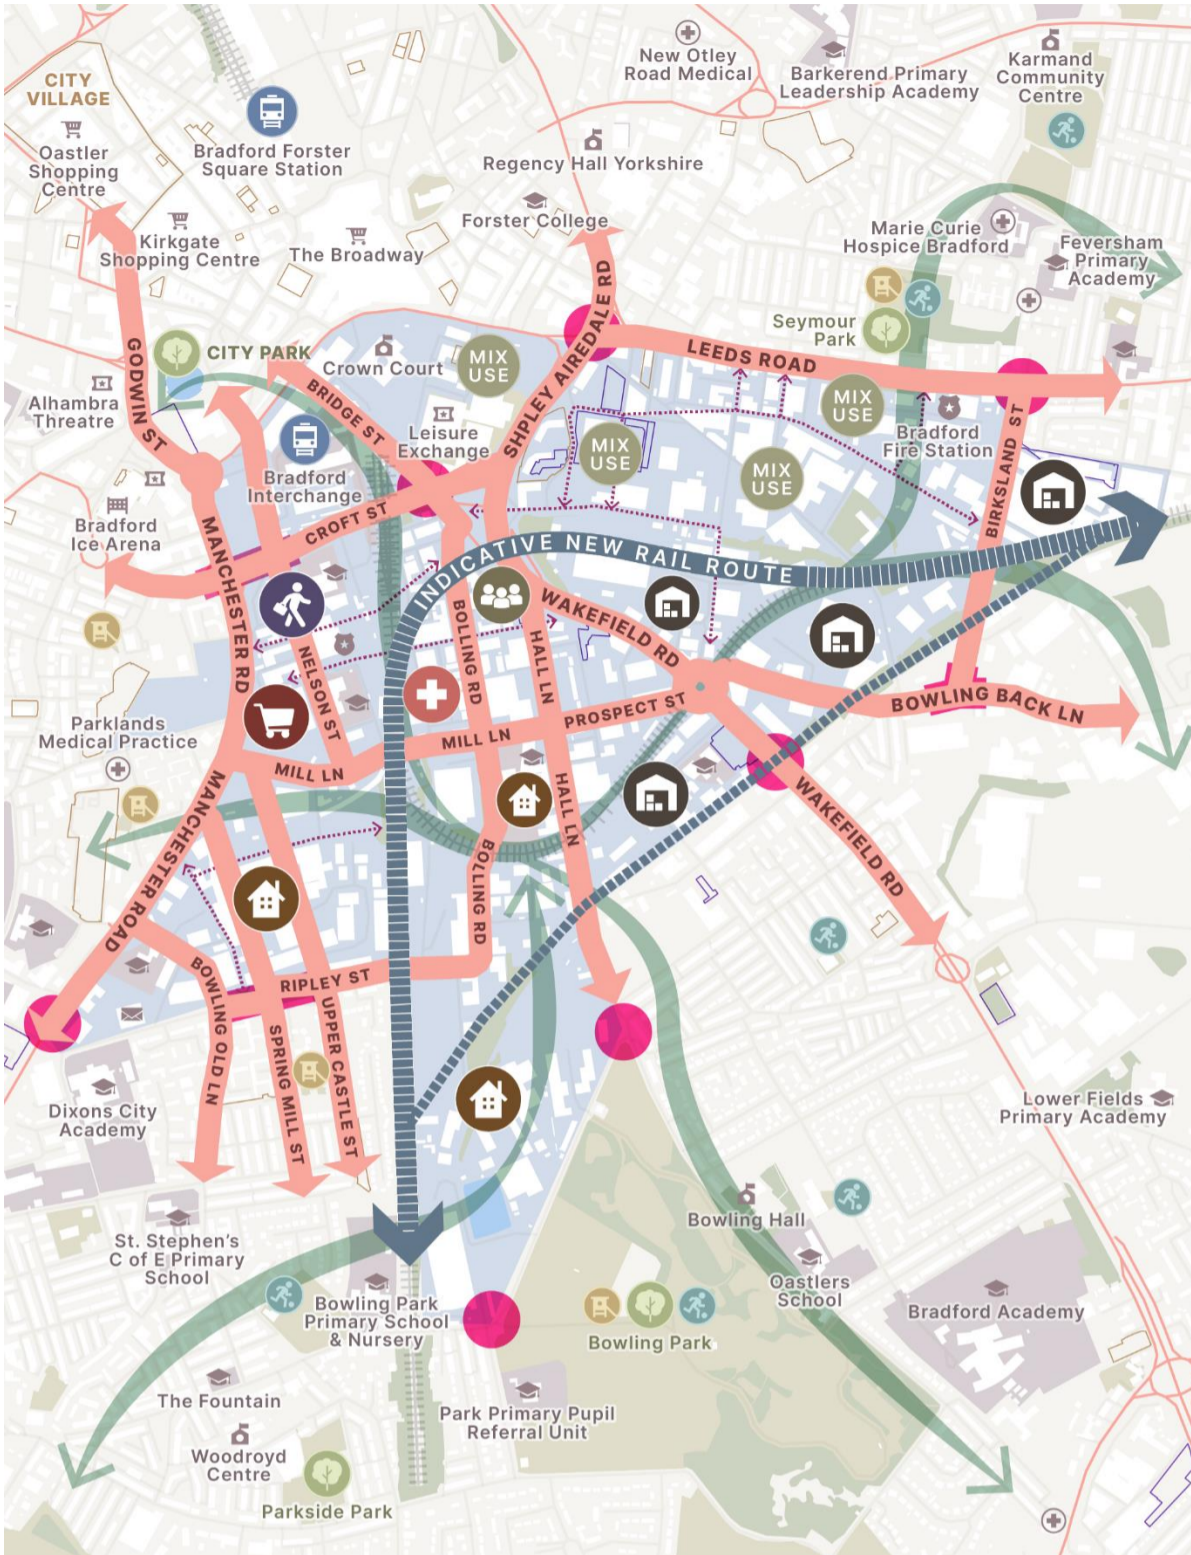 CITY
VILLAGE
Oastler
Shopping
Centre
Bradford Forster
Square Station
New Otley
Road Medical
Barkerend Primary
Leadership Academy
Karmand
Community
Centre
Regency Hall Yorkshire
Forster College
Kirkgate
Shopping Centre
The Broadway
Marie Curie
Hospice Bradford
Feversham
Primary
Academy
Seymour
Park
CITY PARK
Crown Court
MIX
USE
SHPLEY AIREDALE RD
LEEDS ROAD
GODWIN ST
BRIDGE ST
Alhambra
Threatre
Leisure
Exchange
MIX
USE
Bradford
Fire Station
MIX
USE
MIX
USE
Bradford
Interchange
BIRKSLAND ST
Bradford
Ice Arena
CROFT ST
INDICATIVE NEW RAIL ROUTE
MANCHESTER RD
NELSON ST
BOLLING RD
HALL LN
WAKEFIELD RD
Parklands
Medical Practice
PROSPECT ST
MILL LN
MILL LN
BOWLING BACK LN
MANCHESTER ROAD
HALL LN
WAKEFIELD RD
BOLLING RD
RIPLEY ST
BOWLING OLD LN
SPRING MILL ST
UPPER CASTLE ST
Dixons City
Academy
Lower Fields
Primary Academy
St. Stephen's
C of E Primary
School
Bowling Hall
Oastlers
School
Bradford Academy
Bowling Park
Primary School
& Nursery
Bowling Park
The Fountain
Park Primary Pupil
Referral Unit
Woodroyd
Centre
Parkside Park